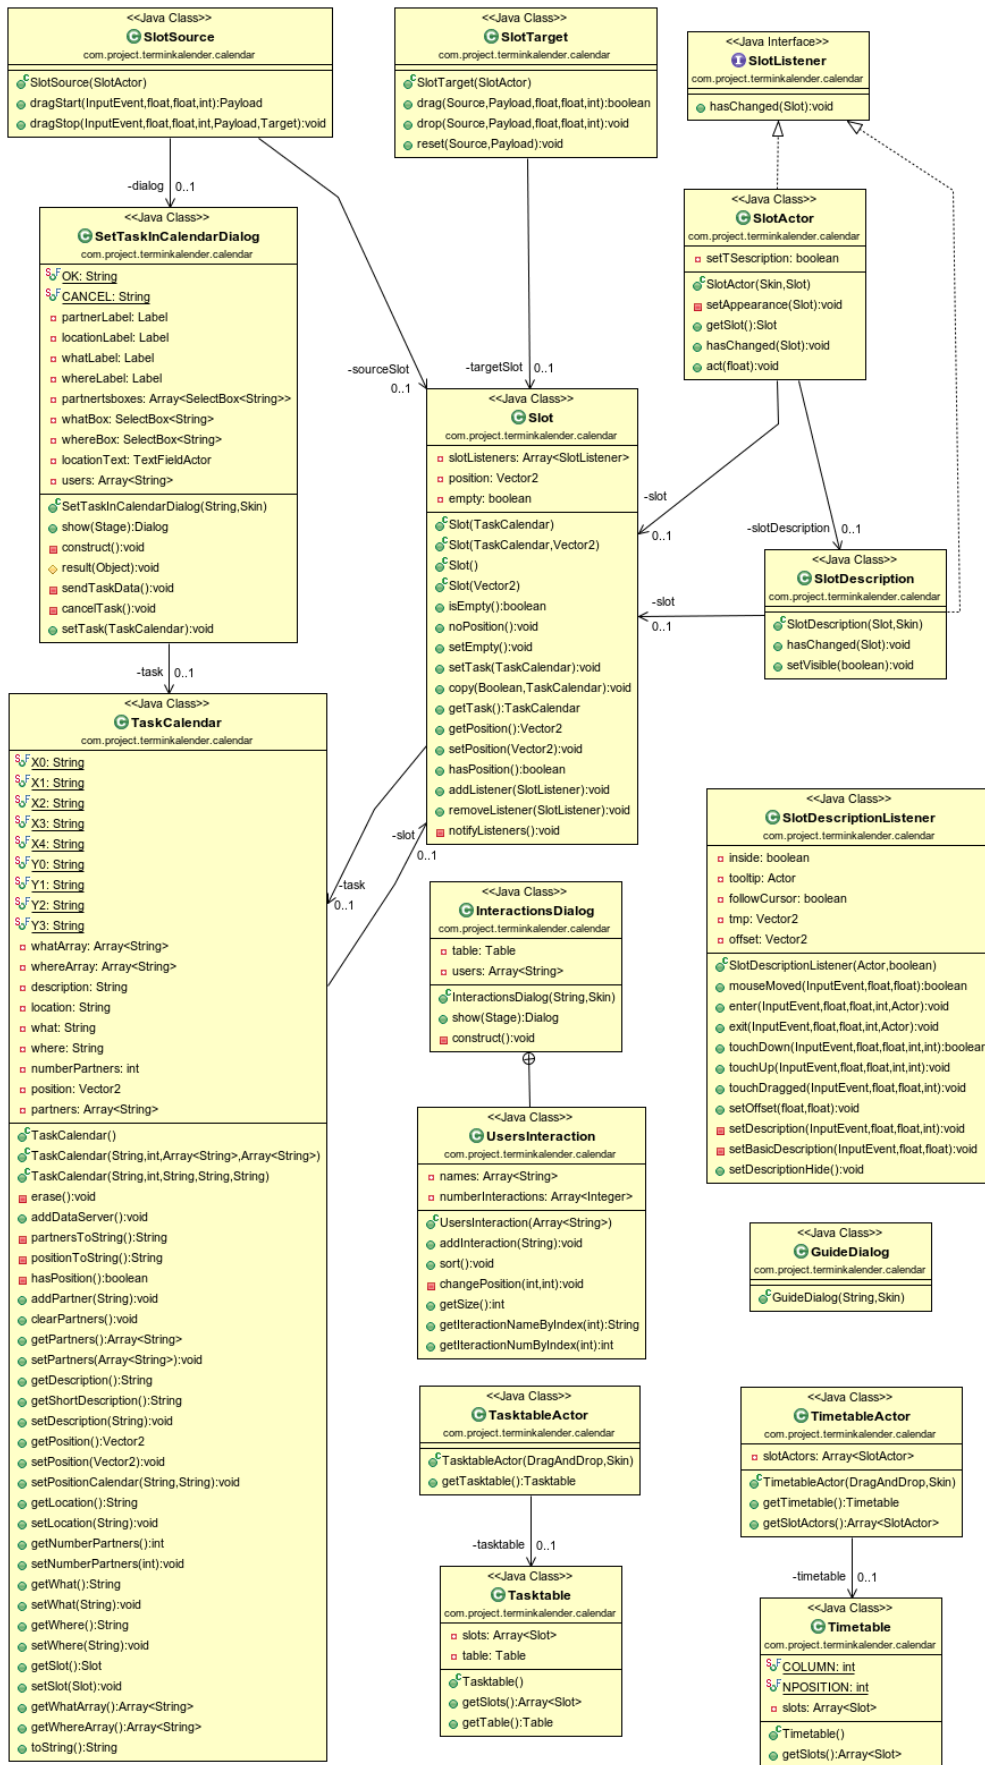 <<Java Class>>
SlotSource
com.project.terminkalender.calendar
SlotSource(SlotActor)
dragStart(InputEvent,float,float,int):Payload
dragStop(InputEvent,float,float,int,Payload,Target):void
<<Java Class>>
SlotTarget
com.project.terminkalender.calendar
SlotTarget(SlotActor)
drag(Source,Payload,float,float,int):boolean
drop(Source,Payload,float,float,int):void
reset(Source,Payload):void
<<Java Interface>>
SlotListener
com.project.terminkalender.calendar
hasChanged(Slot):void
-dialog
0..1
<<Java Class>>
SetTaskInCalendarDialog
com.project.terminkalender.calendar
OK: String
CANCEL: String
partnerLabel: Label
locationLabel: Label
whatLabel: Label
whereLabel: Label
partnertsboxes: Array<SelectBox<String>>
whatBox: SelectBox<String>
whereBox: SelectBox<String>
locationText: TextFieldActor
users: Array<String>
SetTaskInCalendarDialog(String,Skin)
show(Stage):Dialog
construct():void
result(Object):void
sendTaskData():void
cancelTask():void
setTask(TaskCalendar):void
<<Java Class>>
SlotActor
com.project.terminkalender.calendar
setTSescription: boolean
SlotActor(Skin,Slot)
setAppearance(Slot):void
getSlot():Slot
hasChanged(Slot):void
act(float):void
-sourceSlot
0..1
-targetSlot
0..1
<<Java Class>>
Slot
com.project.terminkalender.calendar
slotListeners: Array<SlotListener>
position: Vector2
empty: boolean
Slot(TaskCalendar)
Slot(TaskCalendar,Vector2)
Slot()
Slot(Vector2)
isEmpty():boolean
noPosition():void
setEmpty():void
setTask(TaskCalendar):void
copy(Boolean,TaskCalendar):void
getTask():TaskCalendar
getPosition():Vector2
setPosition(Vector2):void
hasPosition():boolean
addListener(SlotListener):void
removeListener(SlotListener):void
notifyListeners():void
-slot
0..1
-slotDescription
0..1
<<Java Class>>
SlotDescription
com.project.terminkalender.calendar
SlotDescription(Slot,Skin)
hasChanged(Slot):void
setVisible(boolean):void
-slot
0..1
-task
0..1
<<Java Class>>
TaskCalendar
com.project.terminkalender.calendar
X0: String
X1: String
X2: String
X3: String
X4: String
Y0: String
Y1: String
Y2: String
Y3: String
whatArray: Array<String>
whereArray: Array<String>
description: String
location: String
what: String
where: String
numberPartners: int
position: Vector2
partners: Array<String>
TaskCalendar()
TaskCalendar(String,int,Array<String>,Array<String>)
TaskCalendar(String,int,String,String,String)
erase():void
addDataServer():void
partnersToString():String
positionToString():String
hasPosition():boolean
addPartner(String):void
clearPartners():void
getPartners():Array<String>
setPartners(Array<String>):void
getDescription():String
getShortDescription():String
setDescription(String):void
getPosition():Vector2
setPosition(Vector2):void
setPositionCalendar(String,String):void
getLocation():String
setLocation(String):void
getNumberPartners():int
setNumberPartners(int):void
getWhat():String
setWhat(String):void
getWhere():String
setWhere(String):void
getSlot():Slot
setSlot(Slot):void
getWhatArray():Array<String>
getWhereArray():Array<String>
toString():String
-slot
0..1
-task
0..1
<<Java Class>>
SlotDescriptionListener
com.project.terminkalender.calendar
inside: boolean
tooltip: Actor
followCursor: boolean
tmp: Vector2
offset: Vector2
SlotDescriptionListener(Actor,boolean)
mouseMoved(InputEvent,float,float):boolean
enter(InputEvent,float,float,int,Actor):void
exit(InputEvent,float,float,int,Actor):void
touchDown(InputEvent,float,float,int,int):boolean
touchUp(InputEvent,float,float,int,int):void
touchDragged(InputEvent,float,float,int):void
setOffset(float,float):void
setDescription(InputEvent,float,float,int):void
setBasicDescription(InputEvent,float,float):void
setDescriptionHide():void
<<Java Class>>
InteractionsDialog
com.project.terminkalender.calendar
table: Table
users: Array<String>
InteractionsDialog(String,Skin)
show(Stage):Dialog
construct():void
<<Java Class>>
UsersInteraction
com.project.terminkalender.calendar
names: Array<String>
numberInteractions: Array<Integer>
UsersInteraction(Array<String>)
addInteraction(String):void
sort():void
changePosition(int,int):void
getSize():int
getIteractionNameByIndex(int):String
getIteractionNumByIndex(int):int
<<Java Class>>
GuideDialog
com.project.terminkalender.calendar
GuideDialog(String,Skin)
<<Java Class>>
TasktableActor
com.project.terminkalender.calendar
TasktableActor(DragAndDrop,Skin)
getTasktable():Tasktable
-tasktable
0..1
<<Java Class>>
Tasktable
com.project.terminkalender.calendar
slots: Array<Slot>
table: Table
Tasktable()
getSlots():Array<Slot>
getTable():Table
<<Java Class>>
TimetableActor
com.project.terminkalender.calendar
slotActors: Array<SlotActor>
TimetableActor(DragAndDrop,Skin)
getTimetable():Timetable
getSlotActors():Array<SlotActor>
-timetable
0..1
<<Java Class>>
Timetable
com.project.terminkalender.calendar
COLUMN: int
NPOSITION: int
slots: Array<Slot>
Timetable()
getSlots():Array<Slot>